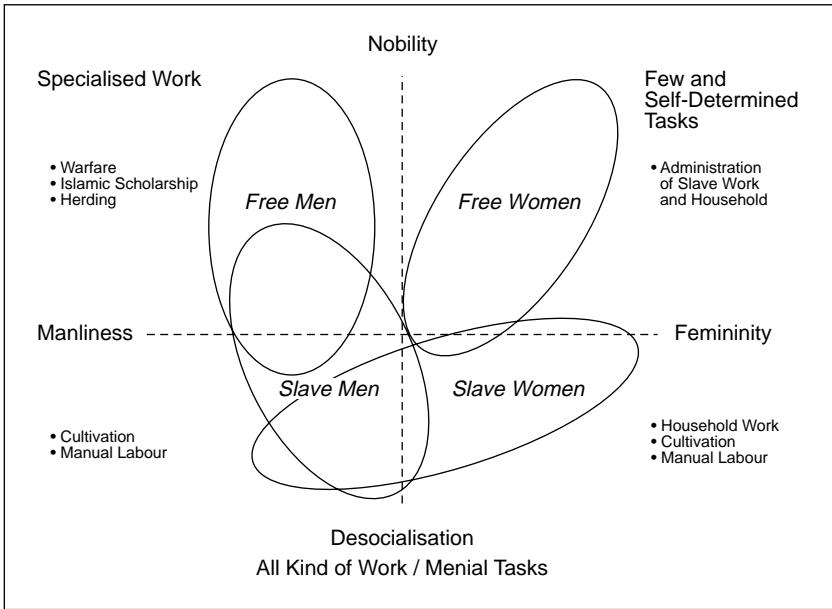 Nobility
Specialised Work
Few and
Self-Determined
Tasks
• Warfare
• Islamic Scholarship
• Herding
• Administration
of Slave Work
and Household
Free Men
Free Women
Manliness
Femininity
Slave Men
Slave Women
• Cultivation
• Manual Labour
• Household Work
• Cultivation
• Manual Labour
Desocialisation
All Kind of Work / Menial Tasks